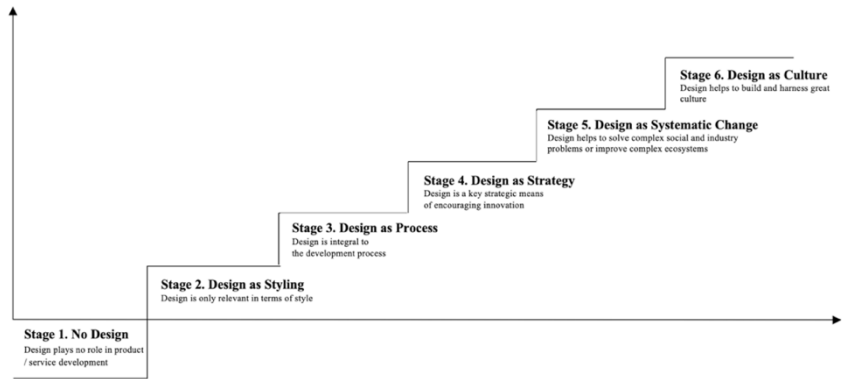 Stage 1. No Design
Design plays no role in product
/ service development
Stage 2. Design as Styling
Design is only relevant in terms of style
Stage 3. Design as Process
Design is integral to
the development process
Stage 4. Design as Strategy
Design is a key strategic means
of encouraging innovation
Stage 5. Design as Systematic Change
Design helps to solve complex social and industry
problems or improve complex ecosystems
Stage 6. Design as Culture
Design helps to build and harness great
culture